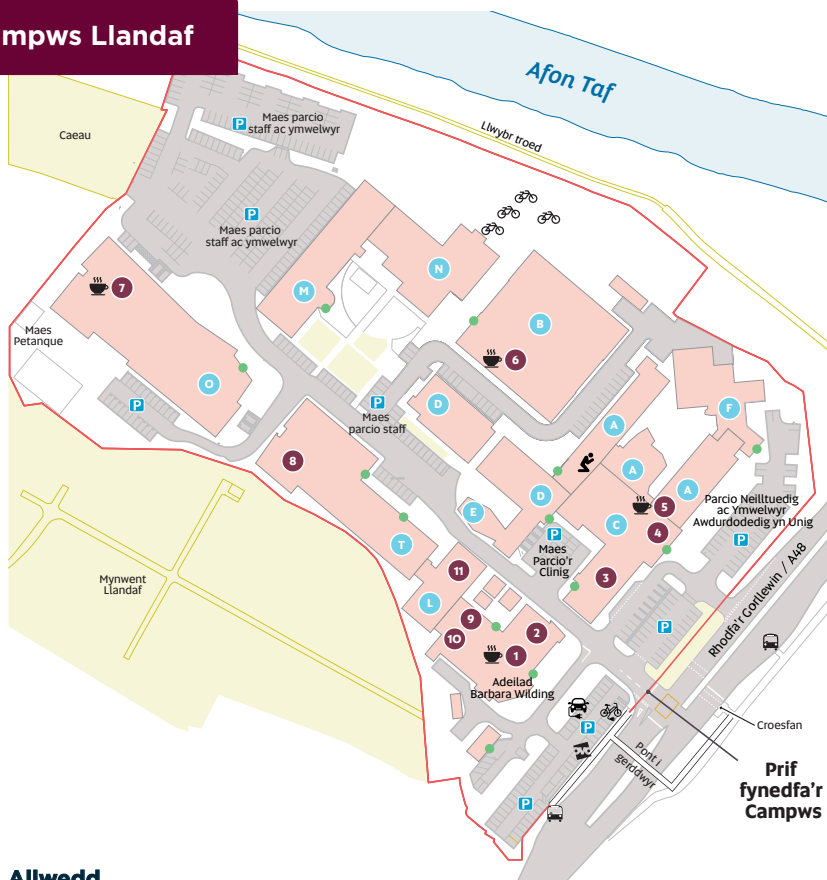 mpws Llandaf
Afon Taf
Llwybr troed
Caeau
P
Maes parcio
staff ac ymwelwyr
P
Maes parcio
staff ac ymwelwyr
N
M
7
B
6
Maes
Petanque
O
P
P
Maes
parcio staff
D
A
F
8
A
A
D
E
5
Parcio Neilltuedig
ac Ymwelwyr
Awdurdodedig yn Unig
P
C
4
P
Maes
Parcio'r
Clinig
T
11
3
Mynwent
Llandaf
L
9
10
2
1
P
Rhodfa'r Gorllewin / A48
Adeilad
Barbara Wilding
P
Croesfan
Pont i
gerddwyr
Prif
fynedfa'r
Campws
P
Allwedd